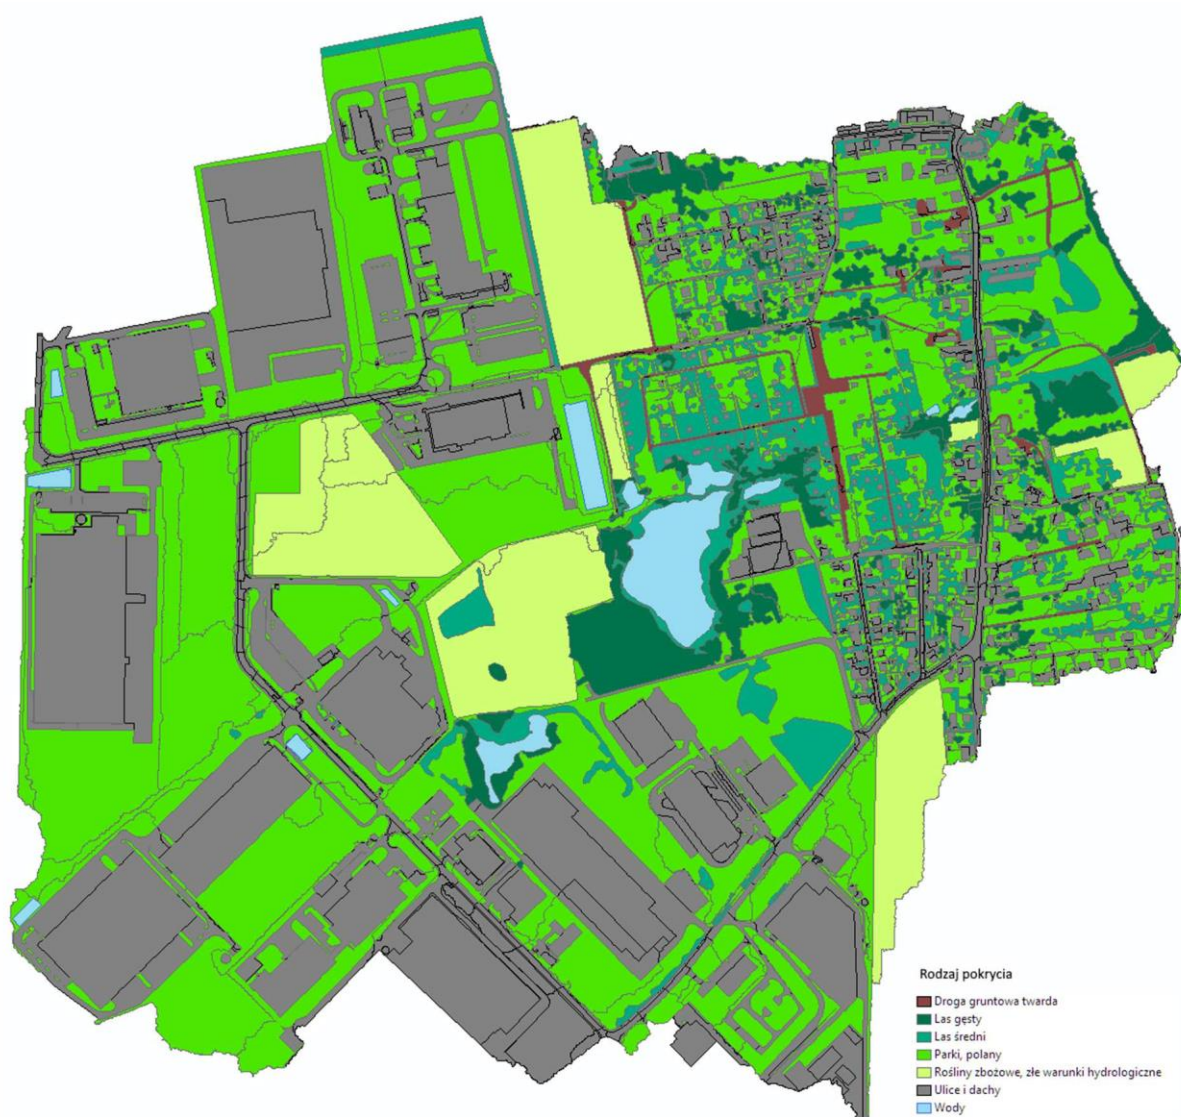 Rodzaj pokrycia
Droga gruntowa twarda
Las gęsty
Las średni
Parki, polany
Rośliny zbożowe, złe warunki hydrologiczne
Ulice i dachy
Wody